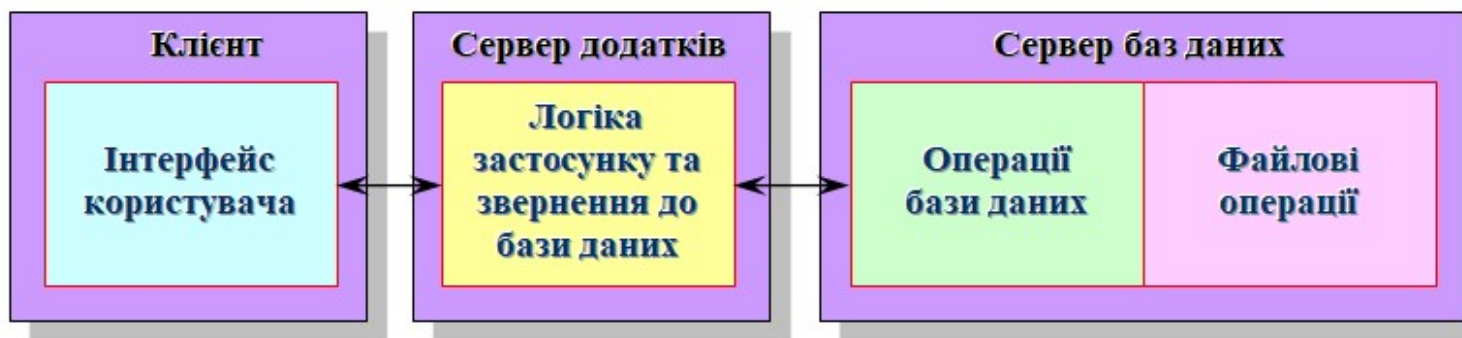 Клієнт
Інтерфейс
користувача
Сервер додатків
Логіка
застосунку та
звернення до
бази даних
Сервер баз даних
Операції
бази даних
Файлові
операції